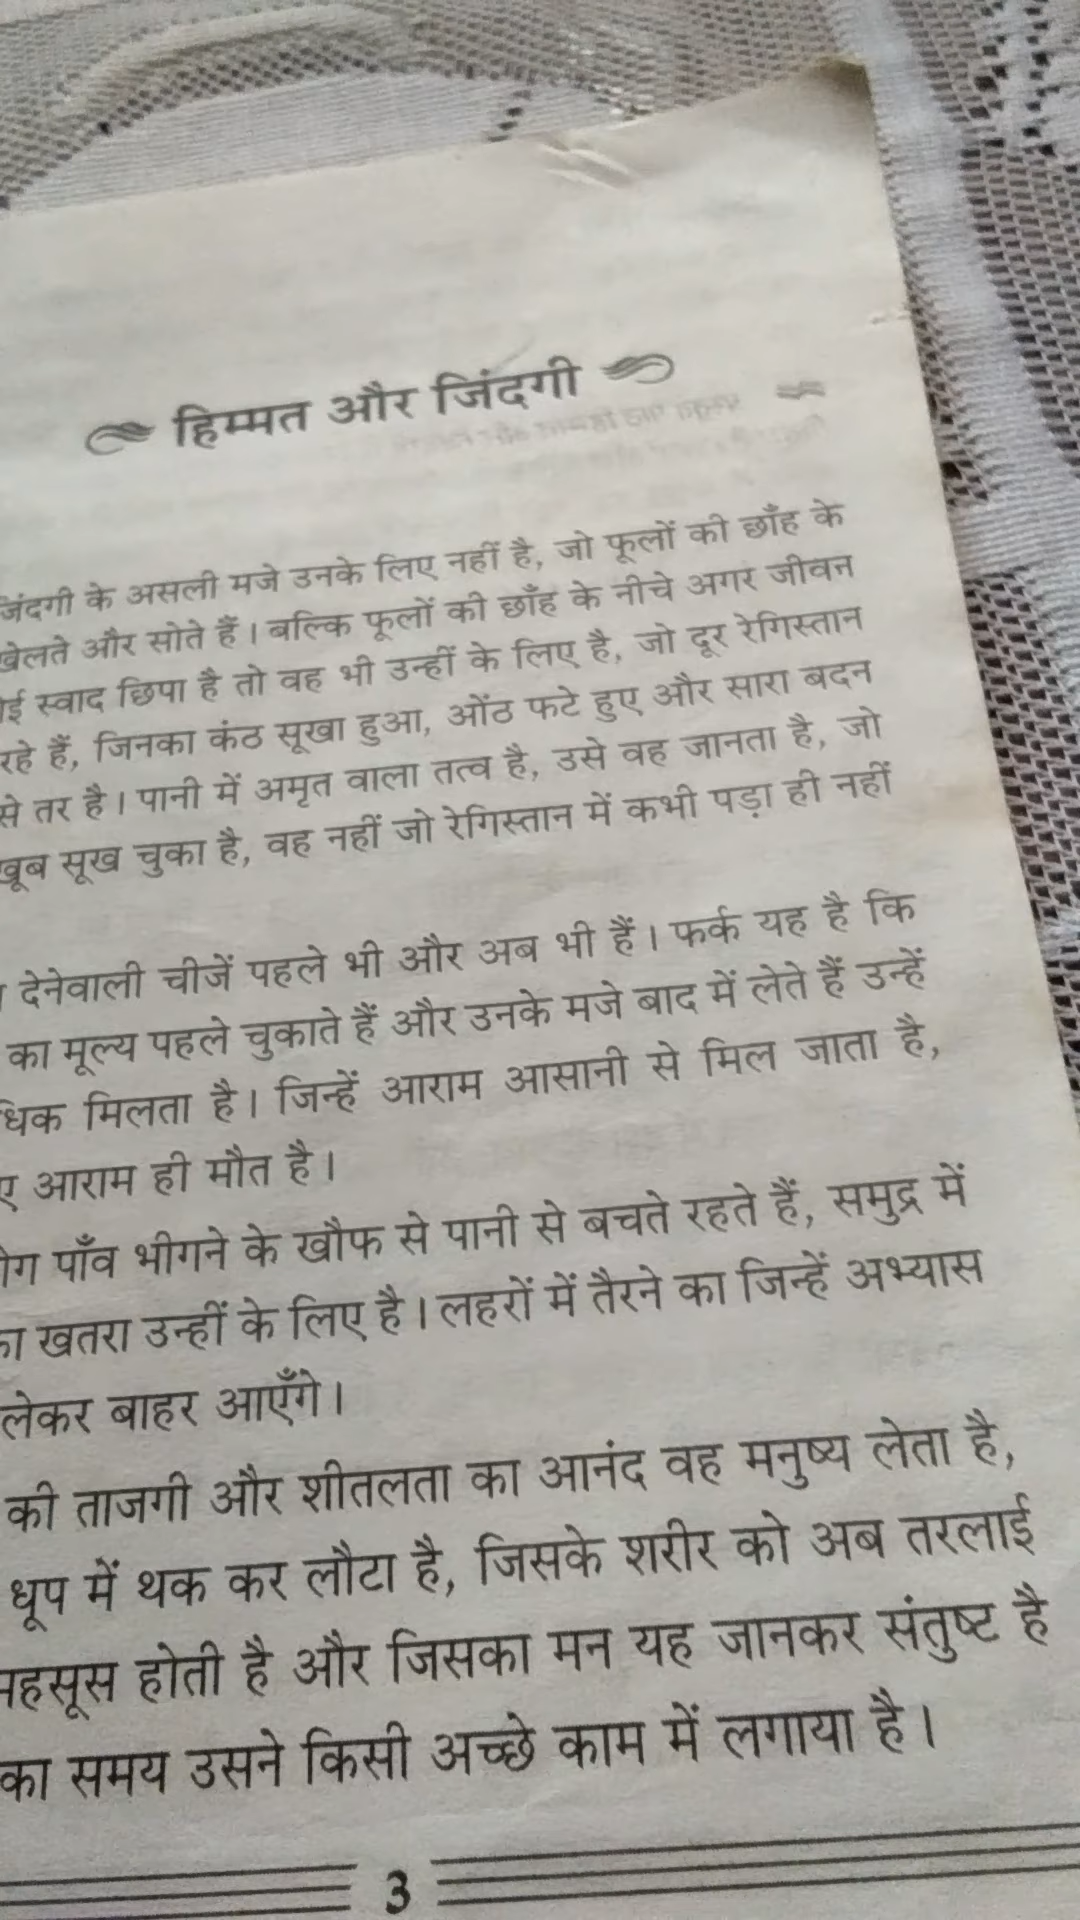 हिम्मत और जिंदगी
जिंदगी के असली मजे उनके लिए नहीं है, जो फूलों की छाँह के
खेलते और सोते हैं। बल्कि फूलों की छाँह के नीचे अगर जीवन
स्वाद छिपा है तो वह भी उन्हीं के लिए है, जो दूर रेगिस्तान
रहे हैं, जिनका कंठ सूखा हुआ, ओंठ फटे हुए और सारा बदन
से तर है। पानी में अमृत वाला तत्व है, उसे वह जानता है, जो
खूब सूख चुका है, वह नहीं जो रेगिस्तान में कभी पड़ा ही नहीं
देनेवाली चीजें पहले भी और अब भी हैं। फर्क यह है कि
का मूल्य पहले चुकाते हैं और उनके मजे बाद में लेते हैं उन्हें
धिक मिलता है। जिन्हें आराम आसानी से मिल जाता है,
ए आराम ही मौत है।
पाँव भीगने के खौफ से पानी से बचते रहते हैं, समुद्र में
खतरा उन्हीं के लिए है। लहरों में तैरने का जिन्हें अभ्यास
लेकर बाहर आएँगे।
की ताजगी और शीतलता का आनंद वह मनुष्य लेता है,
धूप में थक कर लौटा है, जिसके शरीर को अब तरलाई
महसूस होती है और जिसका मन यह जानकर संतुष्ट है
का समय उसने किसी अच्छे काम में लगाया है।
3